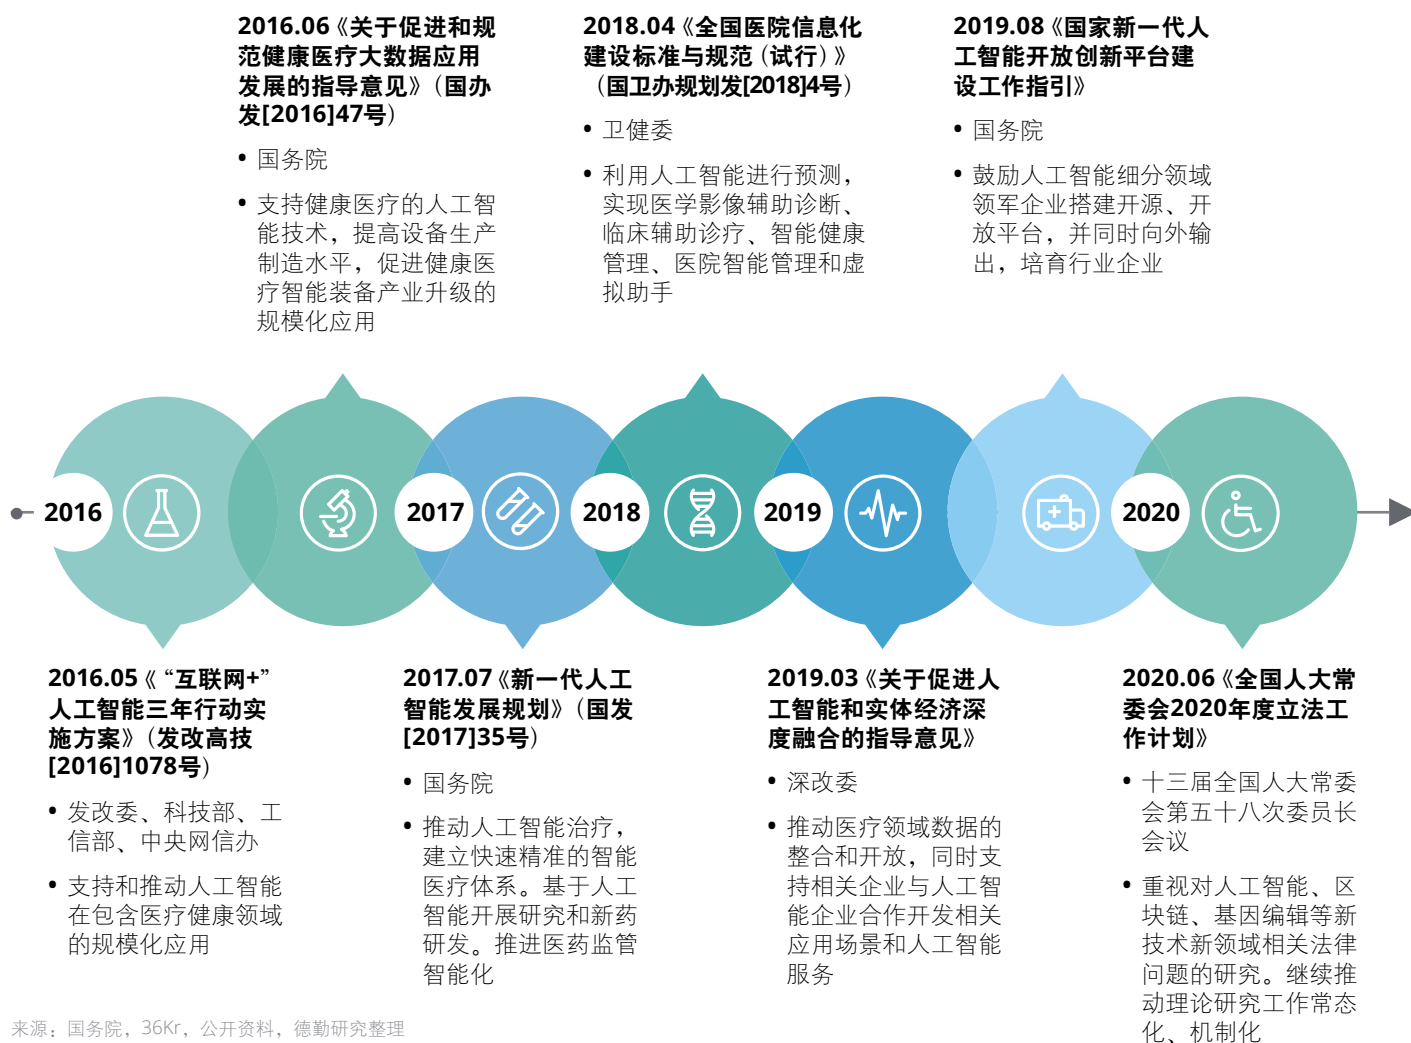 2016.06《关于促进和规
范健康医疗大数据应用
发展的指导意见》（国办
发[2016]47号）
• 国务院
• 支持健康医疗的人工智
能技术，提高设备生产
制造水平，促进健康医
疗智能装备产业升级的
规模化应用
2018.04《全国医院信息化
建设标准与规范（试行）》
（国卫办规划发[2018]4号）
• 卫健委
• 利用人工智能进行预测，
实现医学影像辅助诊断、
临床辅助诊疗、智能健康
管理、医院智能管理和虚
拟助手
2019.08《国家新一代人
工智能开放创新平台建
设工作指引》
• 国务院
• 鼓励人工智能细分领域
领军企业搭建开源、开
放平台，并同时向外输
出，培育行业企业
2016
2017
2018
2019
2020
2016.05《“互联网+”
人工智能三年行动实
施方案》（发改高技
[2016]1078号）
• 发改委、科技部、工
信部、中央网信办
• 支持和推动人工智能
在包含医疗健康领域
的规模化应用
2017.07《新一代人工
智能发展规划》（国发
[2017]35号）
• 国务院
• 推动人工智能治疗，
建立快速精准的智能
医疗体系。基于人工
智能开展研究和新药
研发。推进医药监管
智能化
2019.03《关于促进人
工智能和实体经济深
度融合的指导意见》
• 深改委
• 推动医疗领域数据的
整合和开放，同时支
持相关企业与人工智
能企业合作开发相关
应用场景和人工智能
服务
2020.06《全国人大常
委会2020年度立法工
作计划》
• 十三届全国人大常委
会第五十八次委员长
会议
• 重视对人工智能、区
块链、基因编辑等新
技术新领域相关法律
问题的研究。继续推
动理论研究工作常态
化、机制化
来源：国务院，36Kr，公开资料，德勤研究整理